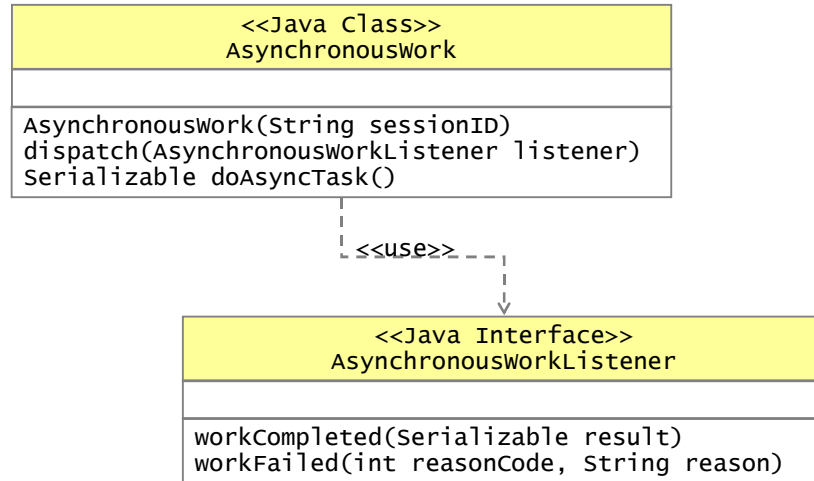 <<Java Class>>
AsynchronousWork
AsynchronousWork(String sessionID)
dispatch(AsynchronousWorkListener listener)
Serializable doAsyncTask()
<<use>>
<<Java Interface>>
AsynchronousWorkListener
workCompleted(Serializable result)
workFailed(int reasonCode, String reason)